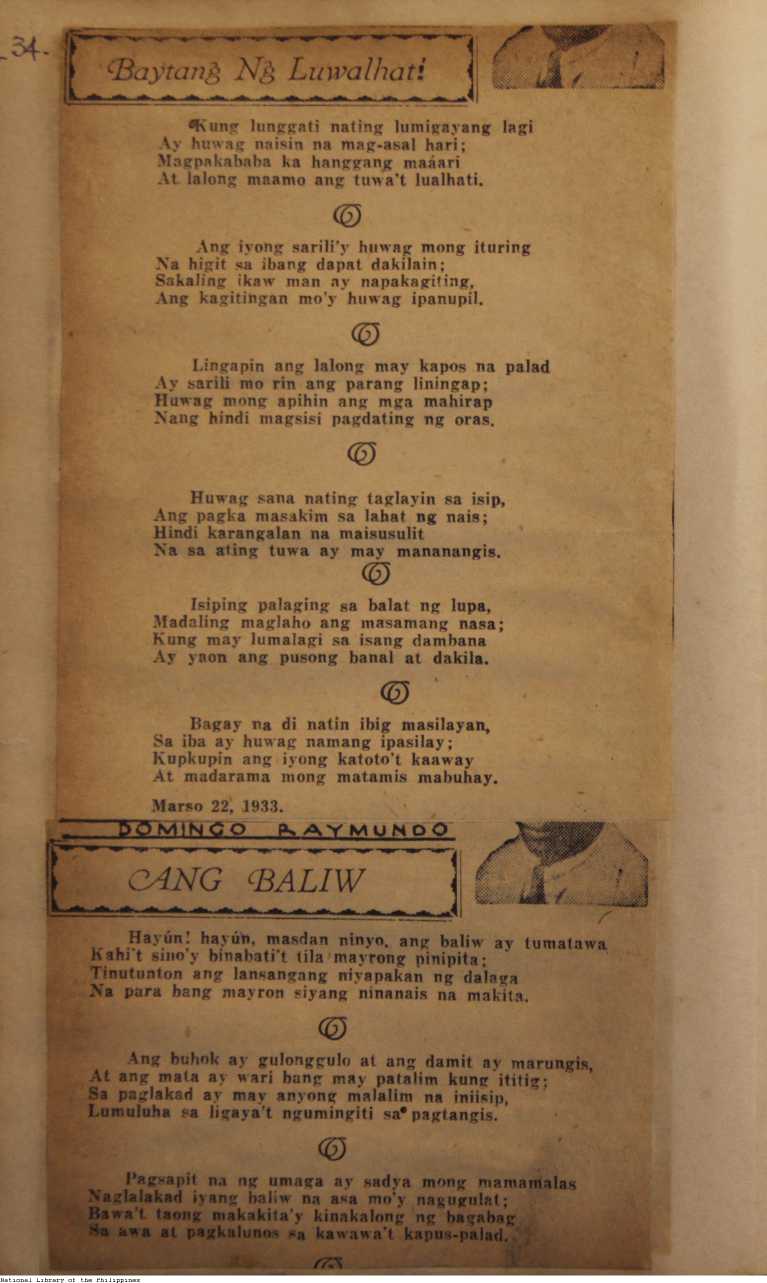 34.
Baytang Ng̃ Luwalhati
Kung lunggati nating lumigayang lagi
Ay huwag naisin na mag-asal hari;
Magpakababa ka hanggang maáari
At lalong maamo ang tuwa't lualhati.
Ang iyong sarili'y huwag mong ituring
Na higit sa ibang dapat dakilain;
Sakaling ikaw man ay napakagiting,
Ang kagitingan mo'y huwag ipanupil.
Lingapin ang lalong may kapos na palad
Ay sarili mo rin ang parang liningap;
Huwag mong apihin ang mga mahirap
Nang hindi magsisi pagdating ng oras.
Huwag sana nating taglayin sa isip,
Ang pagka masakim sa lahat ng nais;
Hindi karangalan na maisusulit
Na sa ating tuwa ay may mananangis.
Isiping palaging sa balat ng lupa,
Madaling maglaho ang masamang nasa;
Kung may lumalagi sa isang dambana
Ay yaon ang pusong banal at dakila.
Bagay na di natin ibig masilayan,
Sa iba ay huwag namang ipasilay;
Kupkupin ang iyong katoto't kaaway
At madarama mong matamis mabuhay.
Marso 22, 1933.
DOMINGO RAYMUNDO
ANG BALIW
Hayún! hayún, masdan ninyo, ang baliw ay tumatawa
Kahi't sino'y binabati't tila mayrong pinipita;
Tinutunton ang lansangang niyapakan ng dalaga
Na para bang mayron siyang ninanais na makita.
Ang buhok ay gulonggulo at ang damit ay marungis,
At ang mata ay wari bang may patalim kung ititig;
Sa paglakad ay may anyong malalim na iniisip,
Lumuluha sa ligaya't ngumingiti sa pagtangis.
Pagsapit na ng umaga ay sadya mong mamamalas
Naglalakad iyang baliw na asa mo'y nagugulat;
Bawa't taong makakita'y kinakalong ng bagabag
Sa awa at pagkalunos sa kawawa't kapus-palad.
National Library of the Philippines